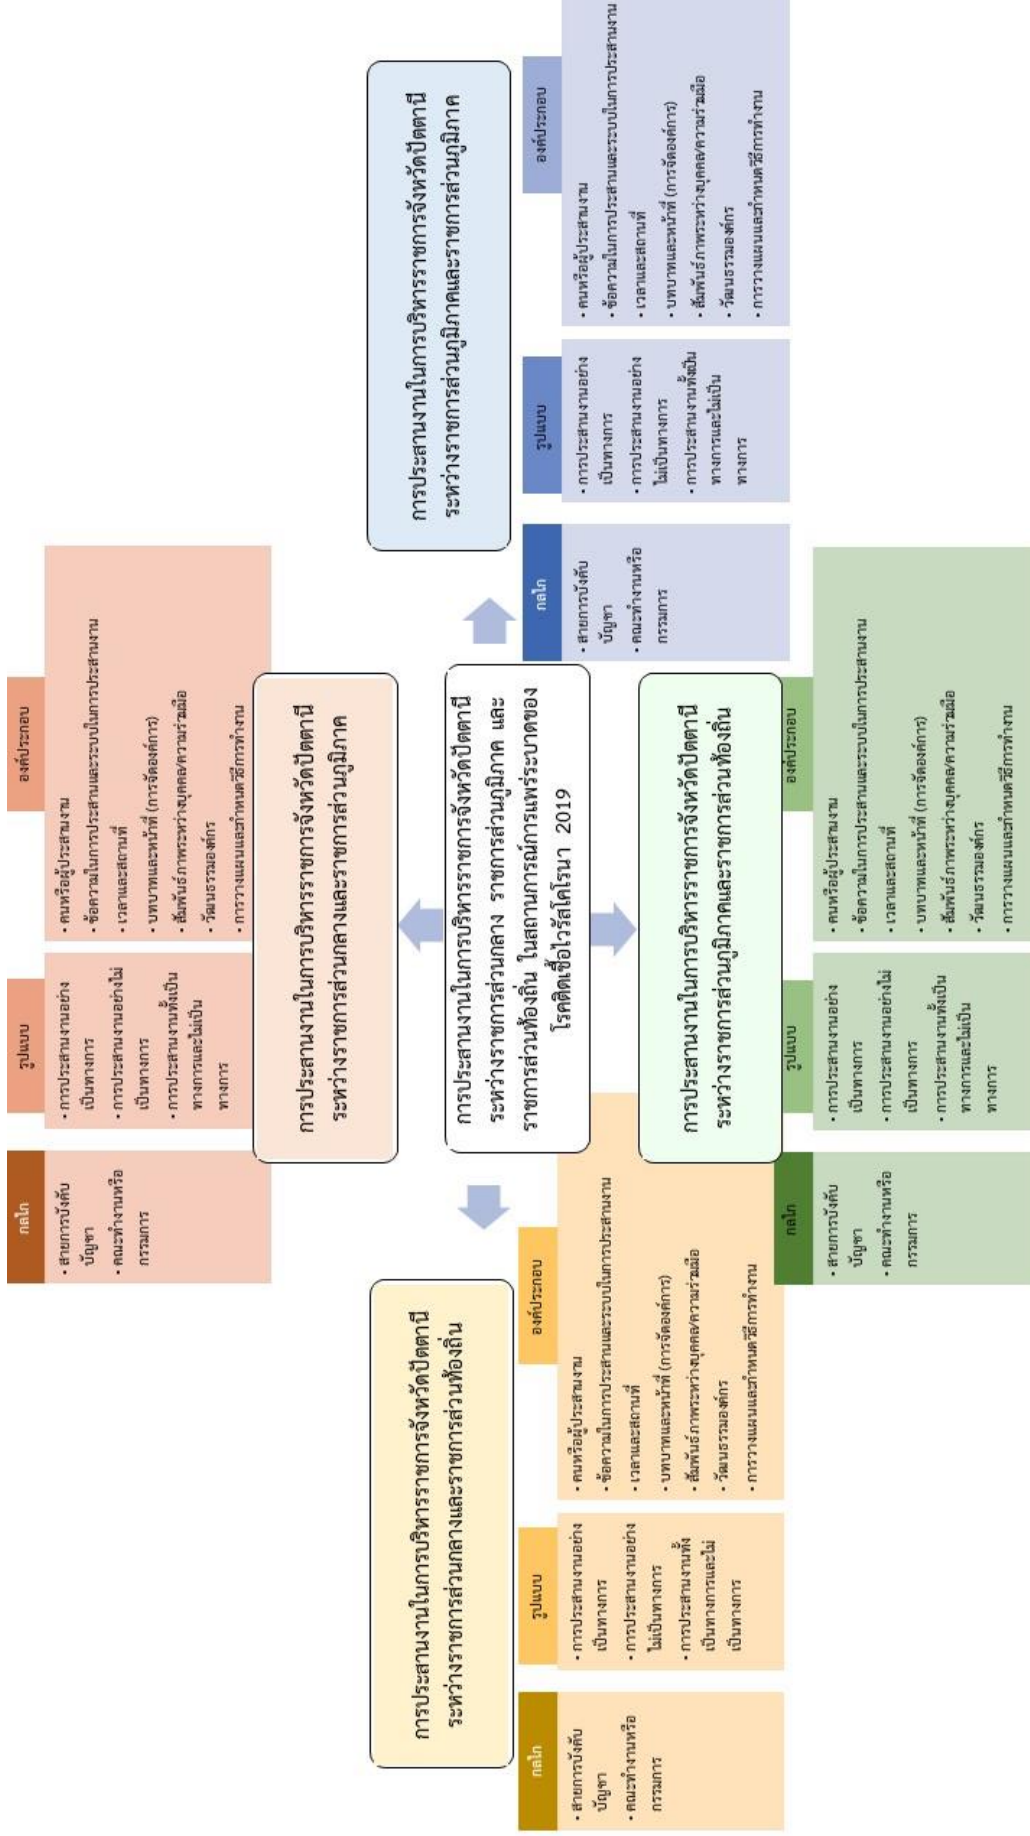 กลไก
• สายการบังคับ
บัญชา
• คณะทำงานหรือ
กรรมการ
รูปแบบ
• การประสานงานอย่าง
เป็นทางการ
• การประสานงานอย่างไม่
เป็นทางการ
• การประสานงานทั้งเป็น
ทางการและไม่เป็น
ทางการ
องค์ประกอบ
• คนหรือผู้ประสานงาน
• ข้อความในการประสานและระบบในการประสานงาน
• เวลาและสถานที่
• บทบาทและหน้าที่ (การจัดองค์การ)
• สัมพันธ์ภาพระหว่างบุคคล/ความร่วมมือ
• วัฒนธรรมองค์กร
• การวางแผนและกำหนดวิธีการทำงาน
การประสานงานในการบริหารราชการจังหวัดปัตตานี
ระหว่างราชการส่วนกลางและราชการส่วนภูมิภาค
การประสานงานในการบริหารราชการจังหวัดปัตตานี
ระหว่างราชการส่วนกลางและราชการส่วนท้องถิ่น
กลไก
• สายการบังคับ
บัญชา
• คณะทำงานหรือ
กรรมการ
รูปแบบ
• การประสานงานอย่าง
เป็นทางการ
• การประสานงานอย่าง
ไม่เป็นทางการ
• การประสานงานทั้ง
เป็นทางการและไม่
เป็นทางการ
องค์ประกอบ
• คนหรือผู้ประสานงาน
• ข้อความในการประสานและระบบในการประสานงาน
• เวลาและสถานที่
• บทบาทและหน้าที่ (การจัดองค์การ)
• สัมพันธ์ภาพระหว่างบุคคล/ความร่วมมือ
• วัฒนธรรมองค์กร
• การวางแผนและกำหนดวิธีการทำงาน
การประสานงานในการบริหารราชการจังหวัดปัตตานี
ระหว่างราชการส่วนกลาง ราชการส่วนภูมิภาค และ
ราชการส่วนท้องถิ่น ในสถานการณ์การแพร่ระบาดของ
โรคติดเชื้อไวรัสโคโรนา 2019
การประสานงานในการบริหารราชการจังหวัดปัตตานี
ระหว่างราชการส่วนภูมิภาคและราชการส่วนภูมิภาค
กลไก
• สายการบังคับ
บัญชา
• คณะทำงานหรือ
กรรมการ
รูปแบบ
• การประสานงานอย่าง
เป็นทางการ
• การประสานงานอย่าง
ไม่เป็นทางการ
• การประสานงานทั้งเป็น
ทางการและไม่เป็น
ทางการ
องค์ประกอบ
• คนหรือผู้ประสานงาน
• ข้อความในการประสานและระบบในการประสานงาน
• เวลาและสถานที่
• บทบาทและหน้าที่ (การจัดองค์การ)
• สัมพันธ์ภาพระหว่างบุคคล/ความร่วมมือ
• วัฒนธรรมองค์กร
• การวางแผนและกำหนดวิธีการทำงาน
การประสานงานในการบริหารราชการจังหวัดปัตตานี
ระหว่างราชการส่วนภูมิภาคและราชการส่วนท้องถิ่น
กลไก
• สายการบังคับ
บัญชา
• คณะทำงานหรือ
กรรมการ
รูปแบบ
• การประสานงานอย่าง
เป็นทางการ
• การประสานงานอย่างไม่
เป็นทางการ
• การประสานงานทั้งเป็น
ทางการและไม่เป็น
ทางการ
องค์ประกอบ
• คนหรือผู้ประสานงาน
• ข้อความในการประสานและระบบในการประสานงาน
• เวลาและสถานที่
• บทบาทและหน้าที่ (การจัดองค์การ)
• สัมพันธ์ภาพระหว่างบุคคล/ความร่วมมือ
• วัฒนธรรมองค์กร
• การวางแผนและกำหนดวิธีการทำงาน